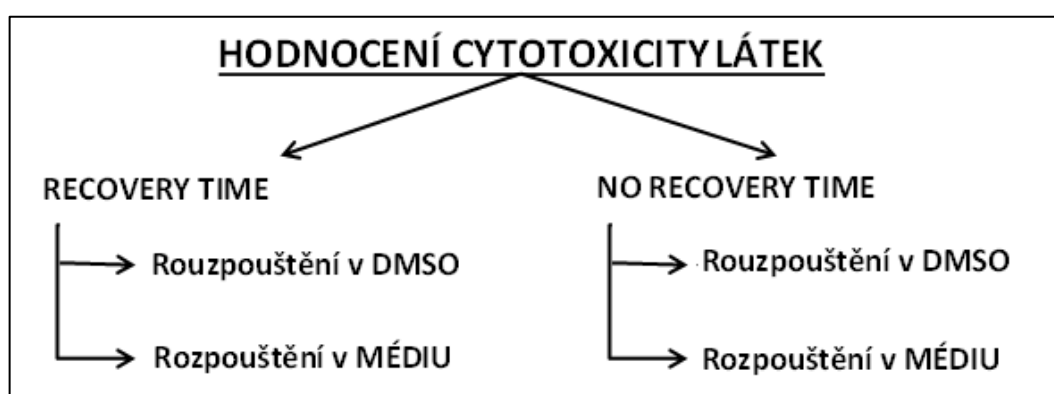 HODNOCENÍ CYTOTOXICITY LÁTEK
RECOVERY TIME
Rouzpouštění v DMSO
Rozpouštění v MÉDIU
NO RECOVERY TIME
Rouzpouštění v DMSO
Rozpouštění v MÉDIU